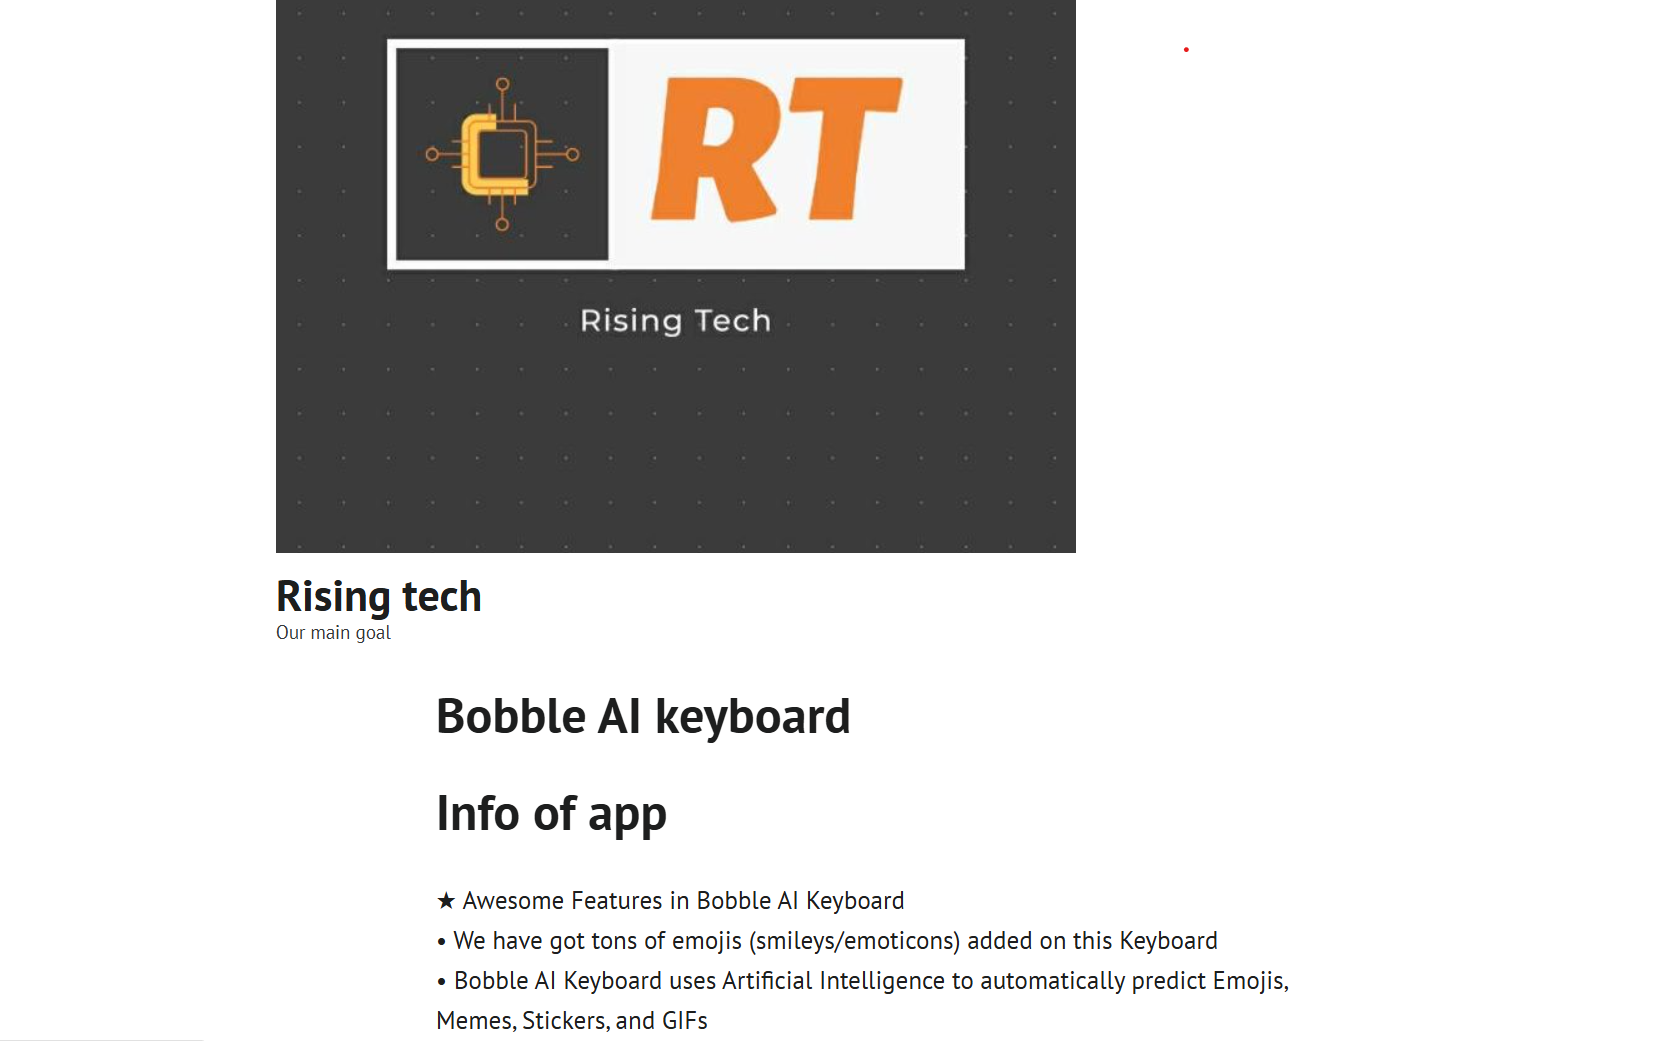 RT
Rising Tech
Rising tech
Our main goal
Bobble AI keyboard
Info of app
★ Awesome Features in Bobble AI Keyboard
• We have got tons of emojis (smileys/emoticons) added on this Keyboard
• Bobble AI Keyboard uses Artificial Intelligence to automatically predict Emojis,
Memes, Stickers, and GIFs